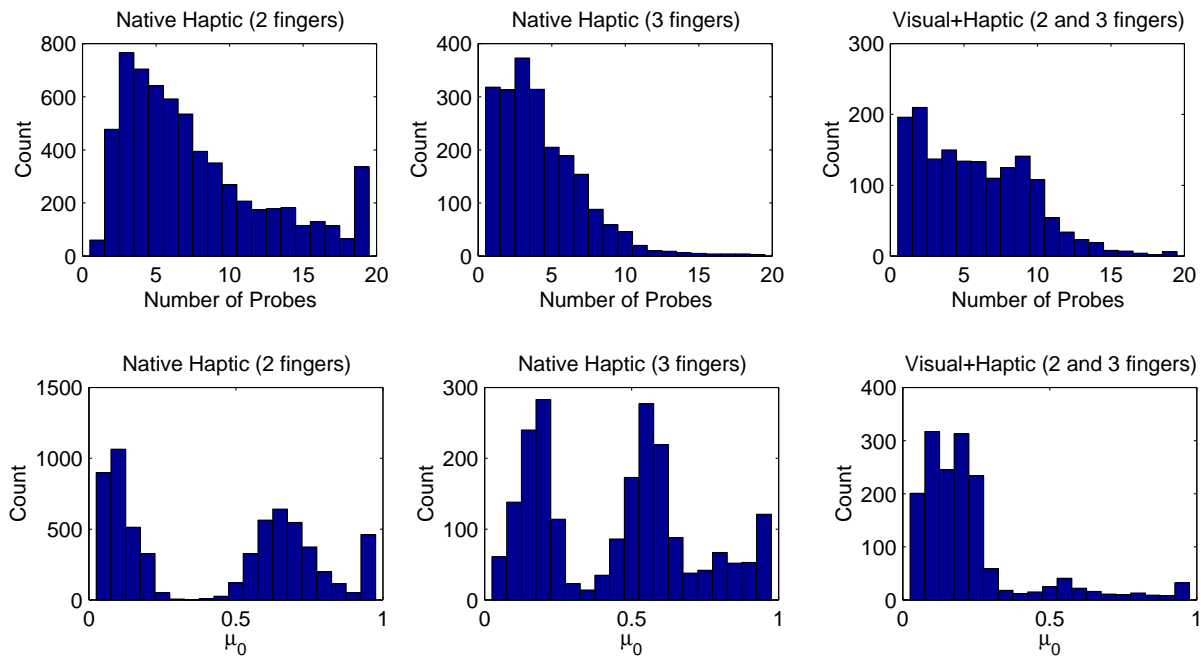 Native Haptic (2 fingers)
800
600
400
200
0
Count
0 5 10 15 20
Number of Probes
Native Haptic (3 fingers)
400
300
200
100
0
Count
0 5 10 15 20
Number of Probes
Visual+Haptic (2 and 3 fingers)
300
200
100
0
Count
0 5 10 15 20
Number of Probes
Native Haptic (2 fingers)
1500
1000
500
0
Count
0 0.5 1
μ₀
Native Haptic (3 fingers)
300
200
100
0
Count
0 0.5 1
μ₀
Visual+Haptic (2 and 3 fingers)
400
300
200
100
0
Count
0 0.5 1
μ₀